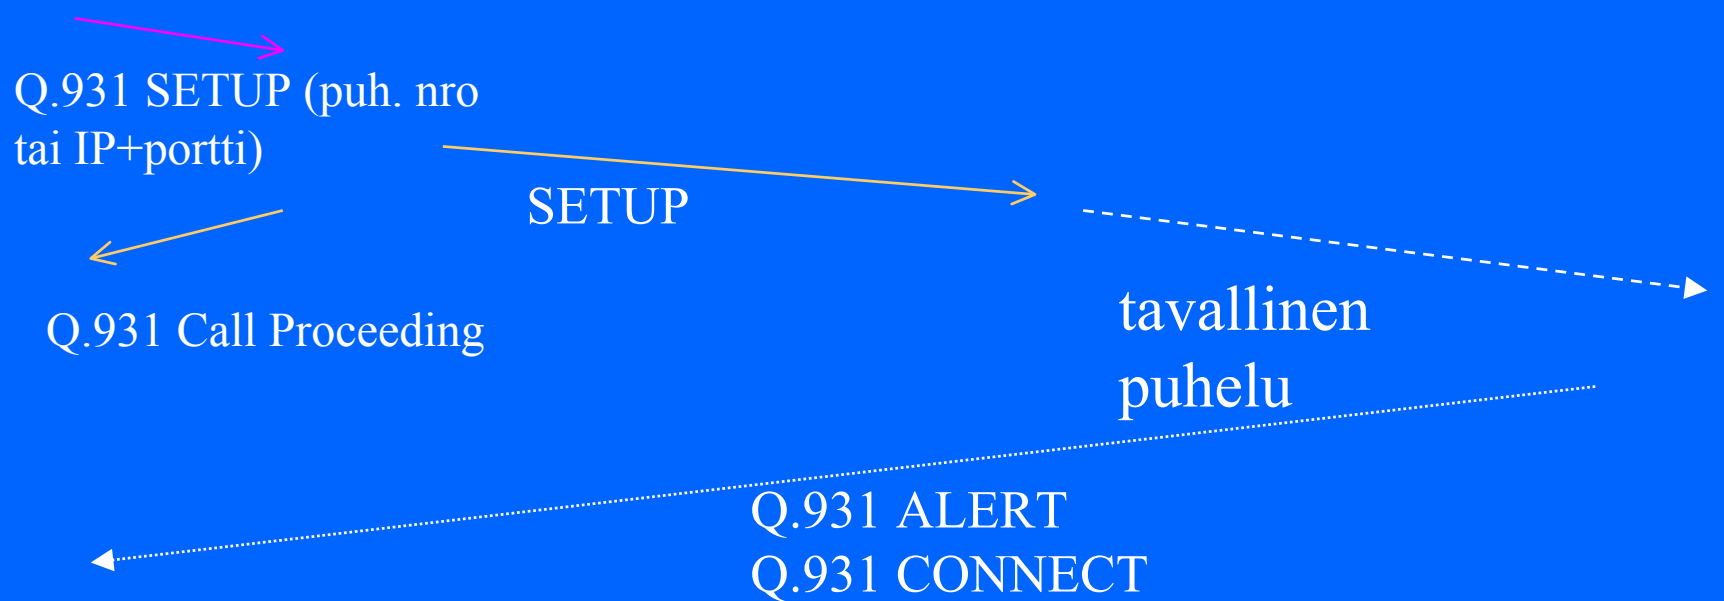 Q.931 SETUP (puh. nro
tai IP+portti)
SETUP
Q.931 Call Proceeding
tavallinen
puhelu
Q.931 ALERT
Q.931 CONNECT